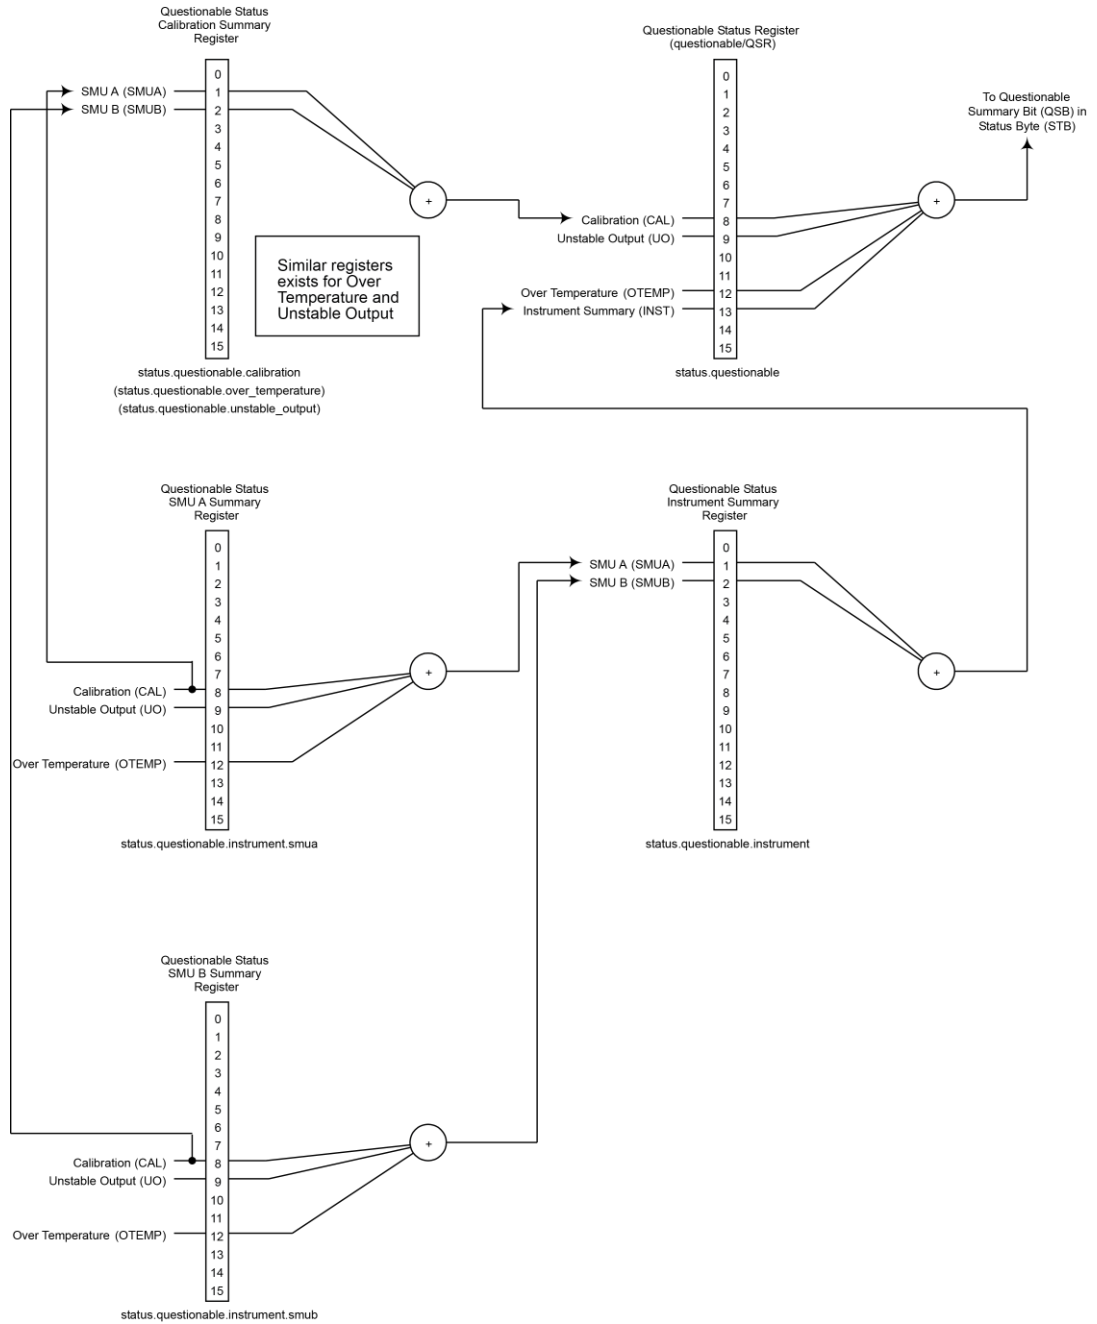 Questionable Status
Calibration Summary
Register
0
SMU A (SMUA)
1
SMU B (SMUB)
2
3
4
5
6
7
8
9
10
11
12
13
14
15
+
Similar registers
exists for Over
Temperature and
Unstable Output
status.questionable.calibration
(status.questionable.over_temperature)
(status.questionable.unstable_output)
Questionable Status Register
(questionable/QSR)
0
1
2
3
4
5
6
7
Calibration (CAL)
8
Unstable Output (UO)
9
10
11
Over Temperature (OTEMP)
12
Instrument Summary (INST)
13
14
15
+
status.questionable
To Questionable
Summary Bit (QSB) in
Status Byte (STB)
Questionable Status
SMU A Summary
Register
0
1
2
3
4
5
6
7
Calibration (CAL)
8
Unstable Output (UO)
9
10
11
Over Temperature (OTEMP)
12
13
14
15
+
status.questionable.instrument.smua
Questionable Status
Instrument Summary
Register
0
SMU A (SMUA)
1
SMU B (SMUB)
2
3
4
5
6
7
8
9
10
11
12
13
14
15
+
status.questionable.instrument
Questionable Status
SMU B Summary
Register
0
1
2
3
4
5
6
7
Calibration (CAL)
8
Unstable Output (UO)
9
10
11
Over Temperature (OTEMP)
12
13
14
15
+
status.questionable.instrument.smub